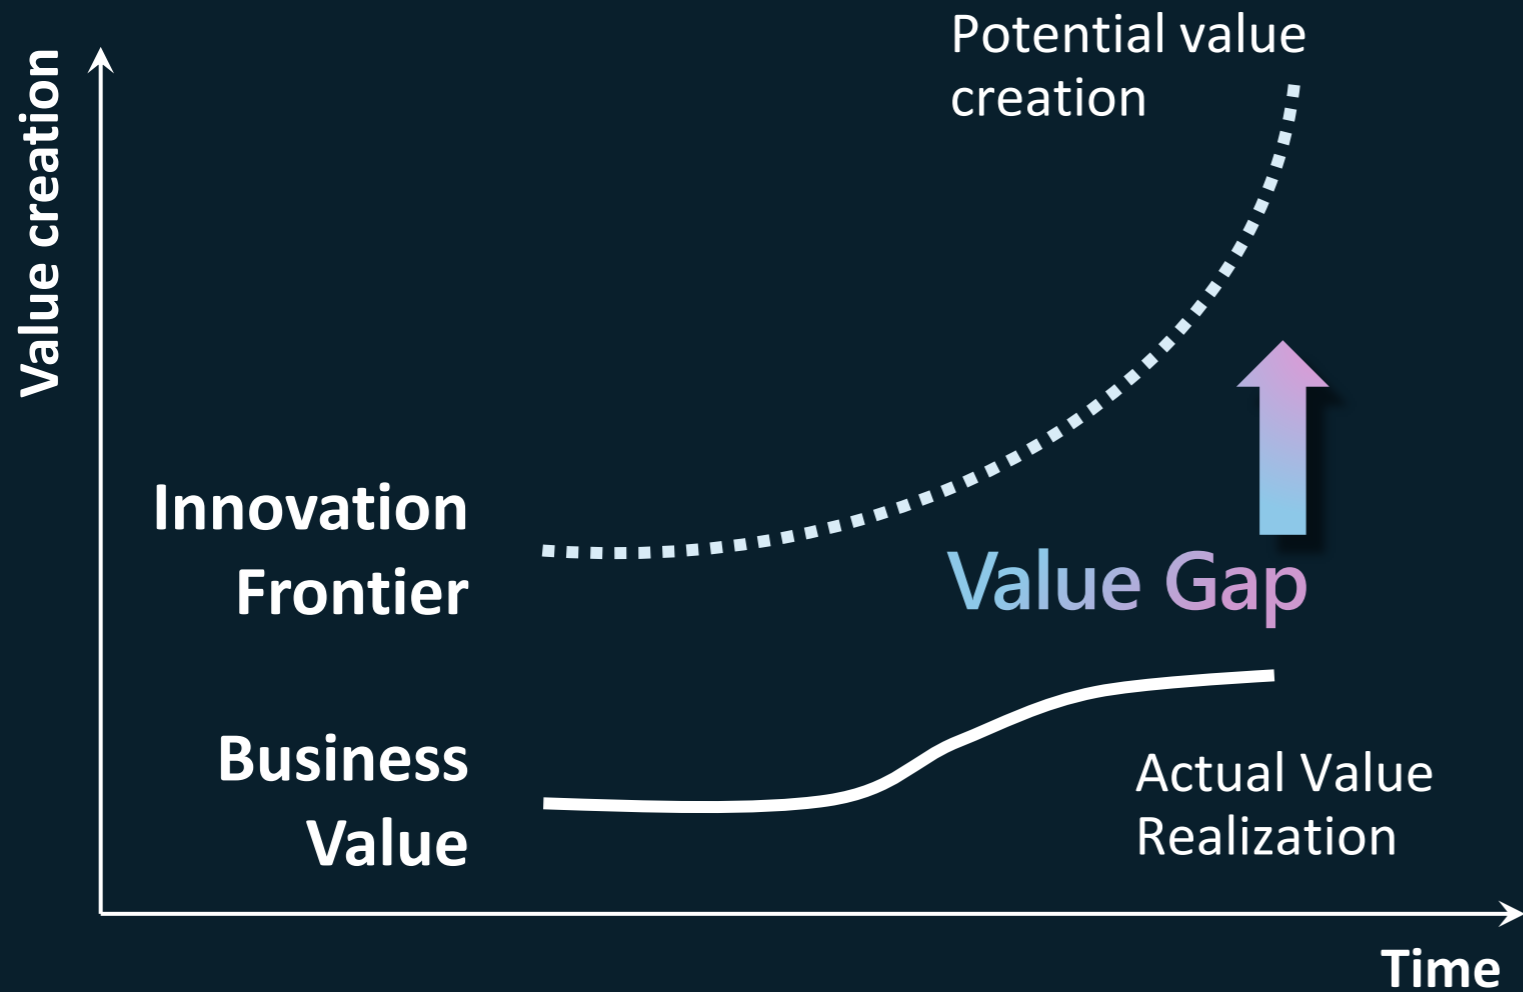 Potential value
creation
Value creation
Innovation
Frontier
Value Gap
Business
Value
Actual Value
Realization
Time